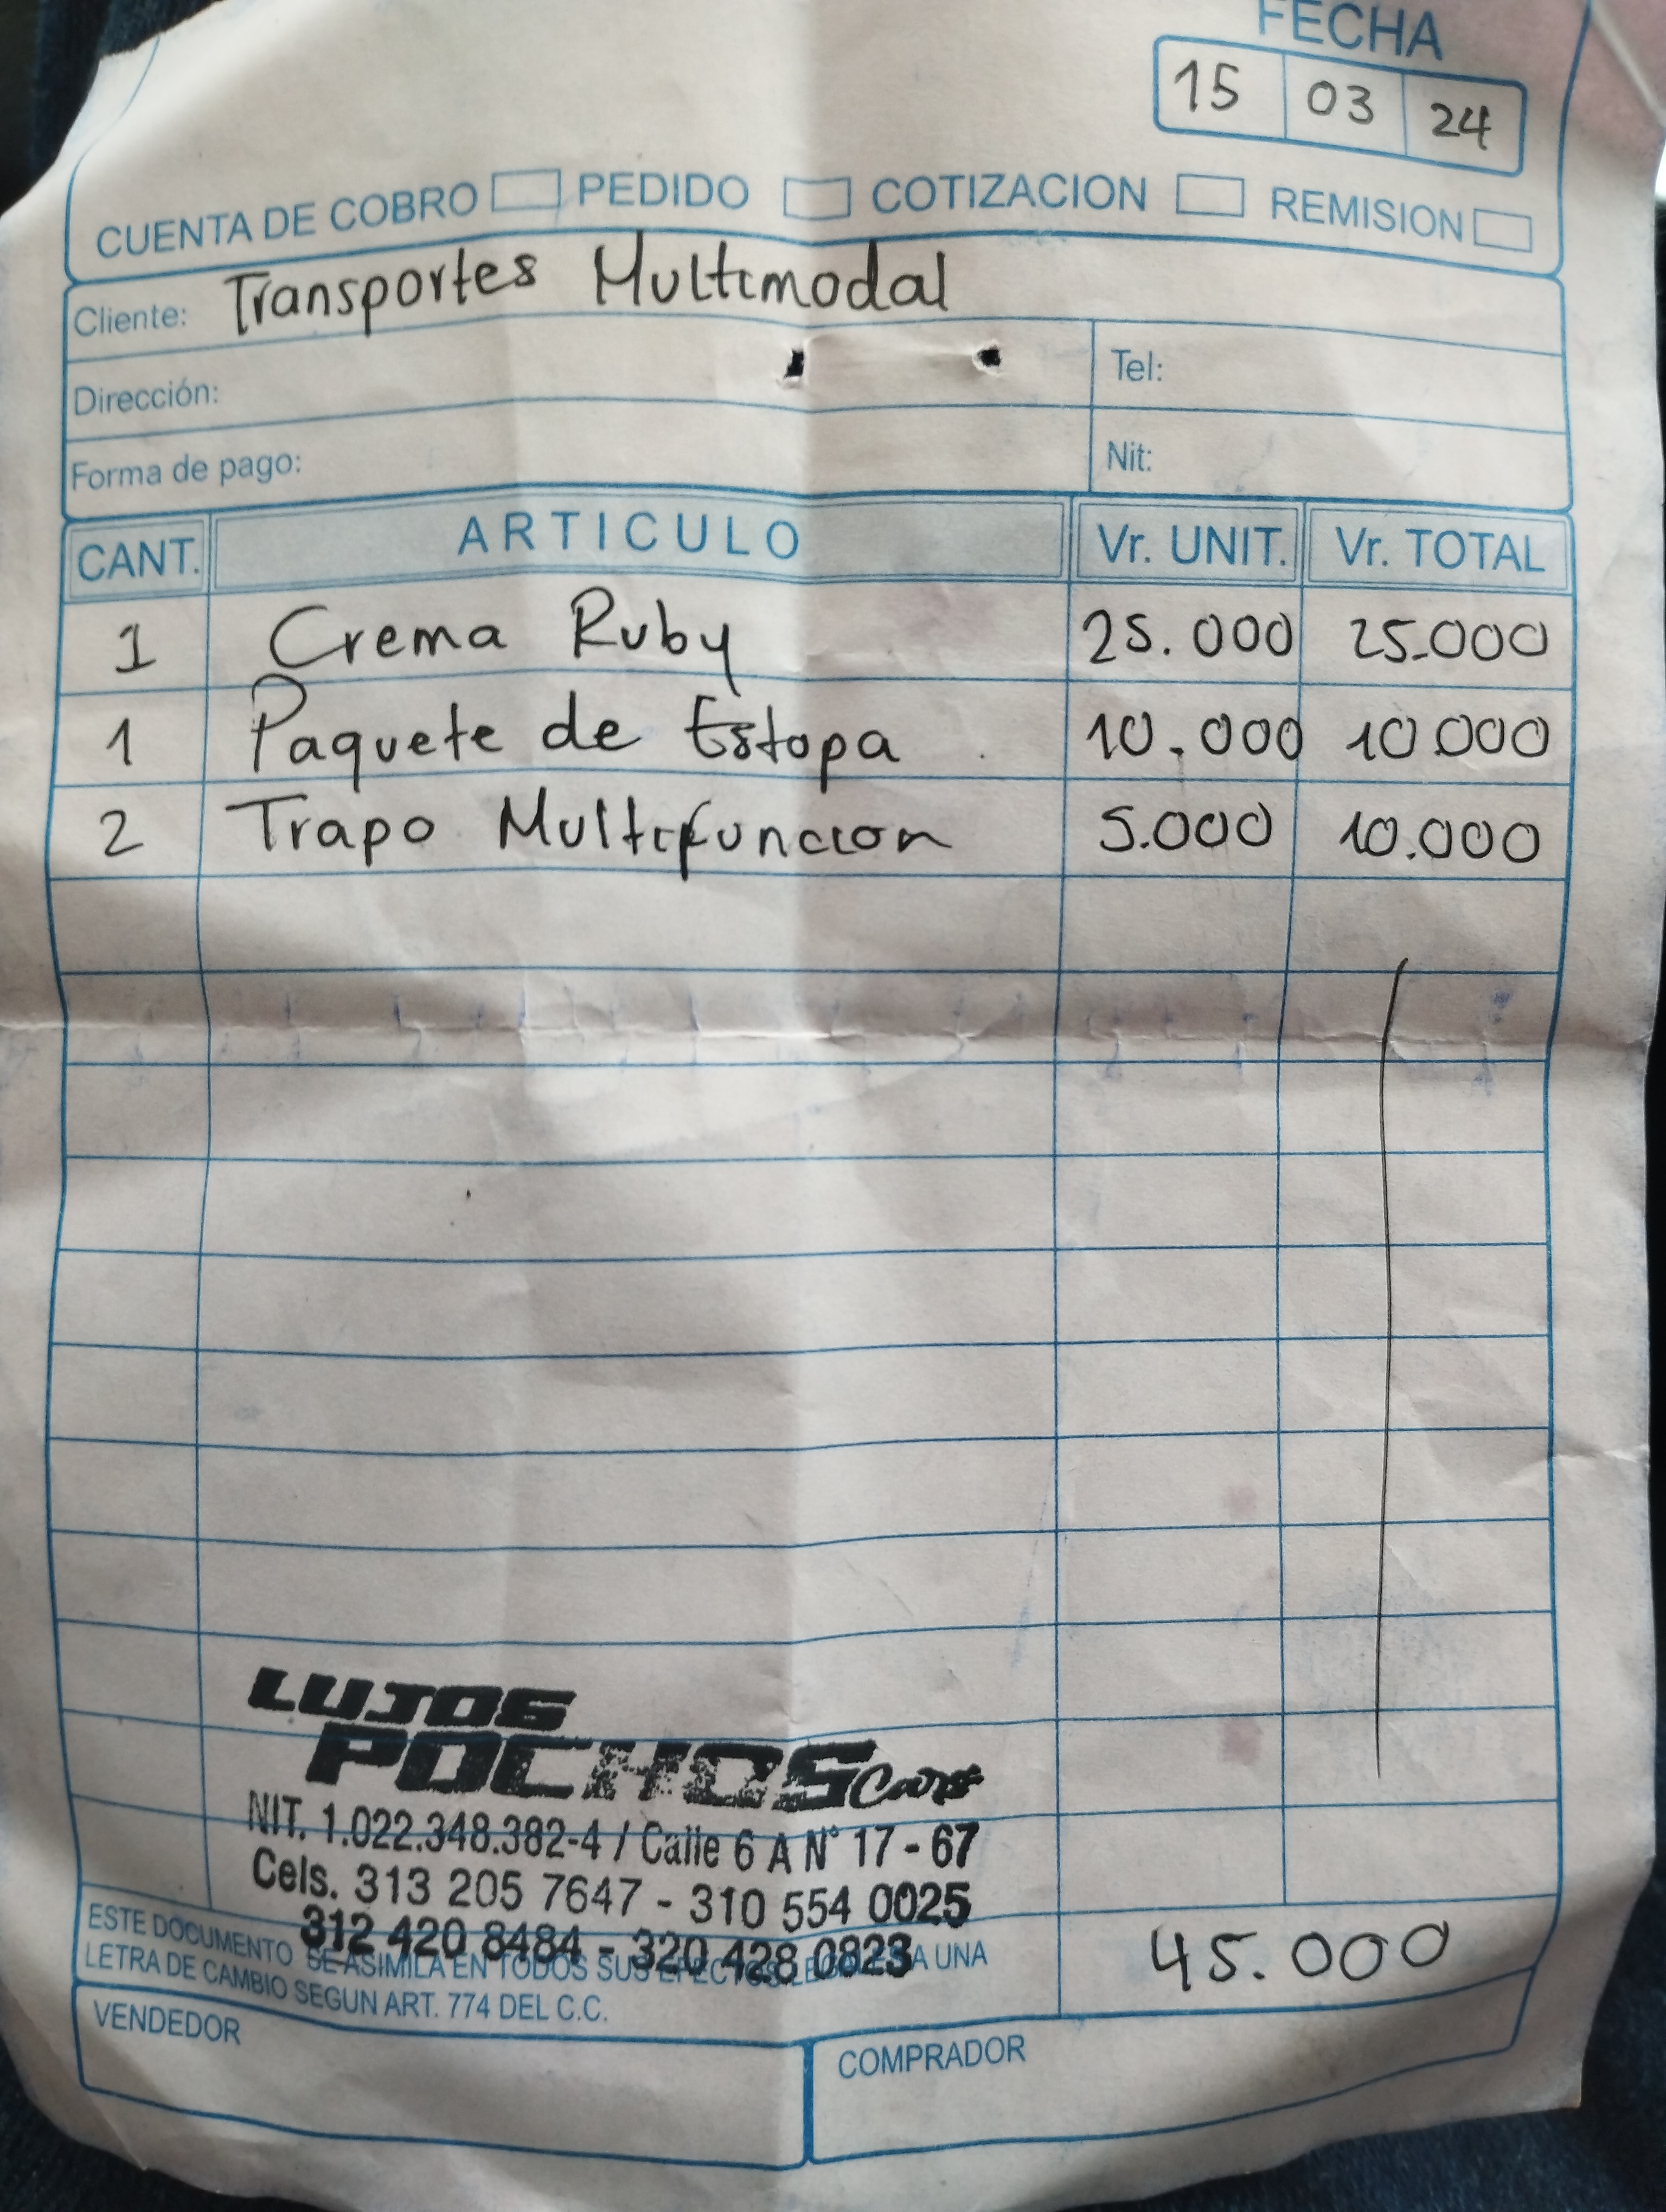 FECHA
15 03 24
CUENTA DE COBRO PEDIDO COTIZACION REMISION
Cliente: Transportes Multimodal
Dirección: Tel:
Forma de pago: Nit:
CANT. ARTICULO Vr. UNIT. Vr. TOTAL
1 Crema Ruby 25.000 25.000
1 Paquete de Estopa 10.000 10.000
2 Trapo Multifuncion 5.000 10.000
LUJOS
POCHOS Cars
NIT. 1.022.348.382-4 / Calle 6 A N° 17 - 67
Cels. 313 205 7647 - 310 554 0025
312 420 8484 - 320 428 0823
ESTE DOCUMENTO SE ASIMILA EN TODOS SUS EFECTOS A UNA
LETRA DE CAMBIO SEGUN ART. 774 DEL C.C.
45.000
VENDEDOR
COMPRADOR